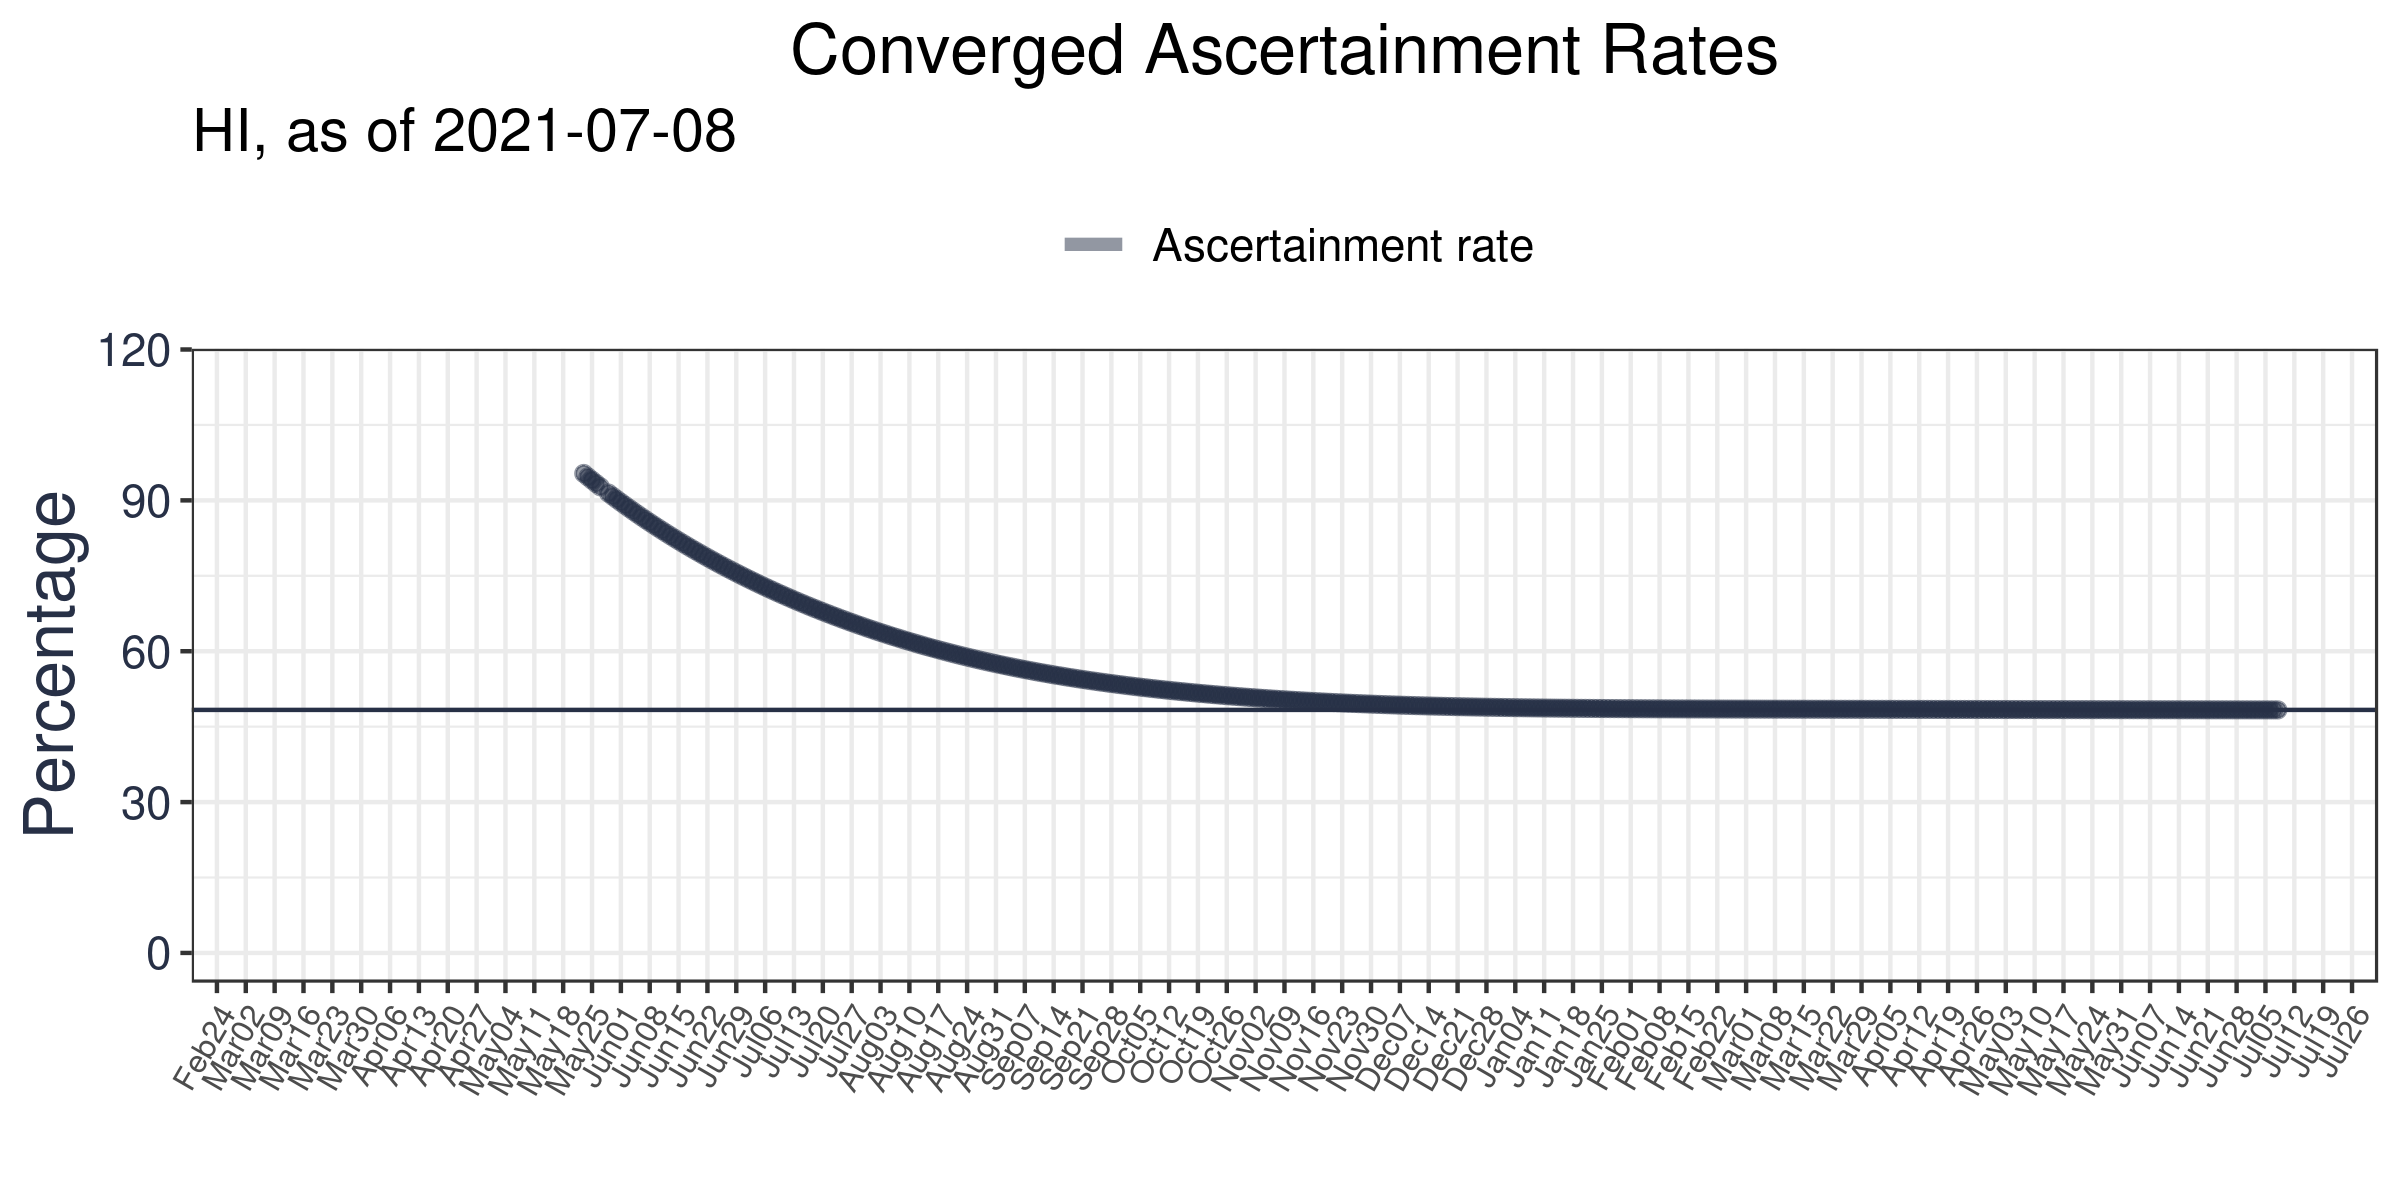 Converged Ascertainment Rates
HI, as of 2021-07-08
Ascertainment rate
Percentage
120
90
60
30
0
Feb24
Mar02
Mar09
Mar16
Mar23
Mar30
Apr06
Apr13
Apr20
Apr27
May04
May11
May18
May25
Jun01
Jun08
Jun15
Jun22
Jun29
Jul06
Jul13
Jul20
Jul27
Aug03
Aug10
Aug17
Aug24
Aug31
Sep07
Sep14
Sep21
Sep28
Oct05
Oct12
Oct19
Oct26
Nov02
Nov09
Nov16
Nov23
Nov30
Dec07
Dec14
Dec21
Dec28
Jan04
Jan11
Jan18
Jan25
Feb01
Feb08
Feb15
Feb22
Mar01
Mar08
Mar15
Mar22
Mar29
Apr05
Apr12
Apr19
Apr26
May03
May10
May17
May24
May31
Jun07
Jun14
Jun21
Jun28
Jul05
Jul12
Jul19
Jul26